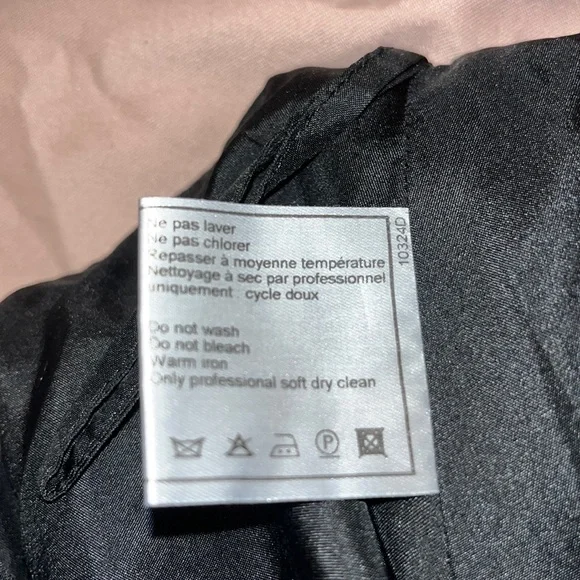 Ne pas laver
Ne pas chlorer
Repasser à moyenne température
Nettoyage à sec par professionnel
uniquement : cycle doux
Do not wash
Do not bleach
Warm iron
Only professional soft dry clean
P
10324D